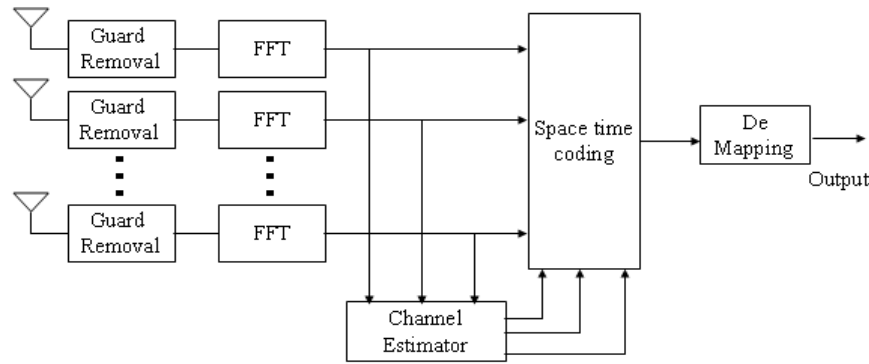 Guard
Removal
FFT
Guard
Removal
FFT
Space time
coding
De
Mapping
Output
Guard
Removal
FFT
Channel
Estimator